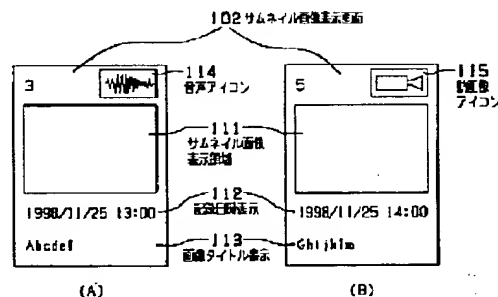 102 サムネイル画像表示画面
3
114
音声アイコン
5
115
動画像
アイコン
111
サムネイル画像
表示領域
1998/11/25 13:00
112
記録日時表示
1998/11/25 14:00
Abcdef
113
画像タイトル表示
Ghijklm
(A)
(B)